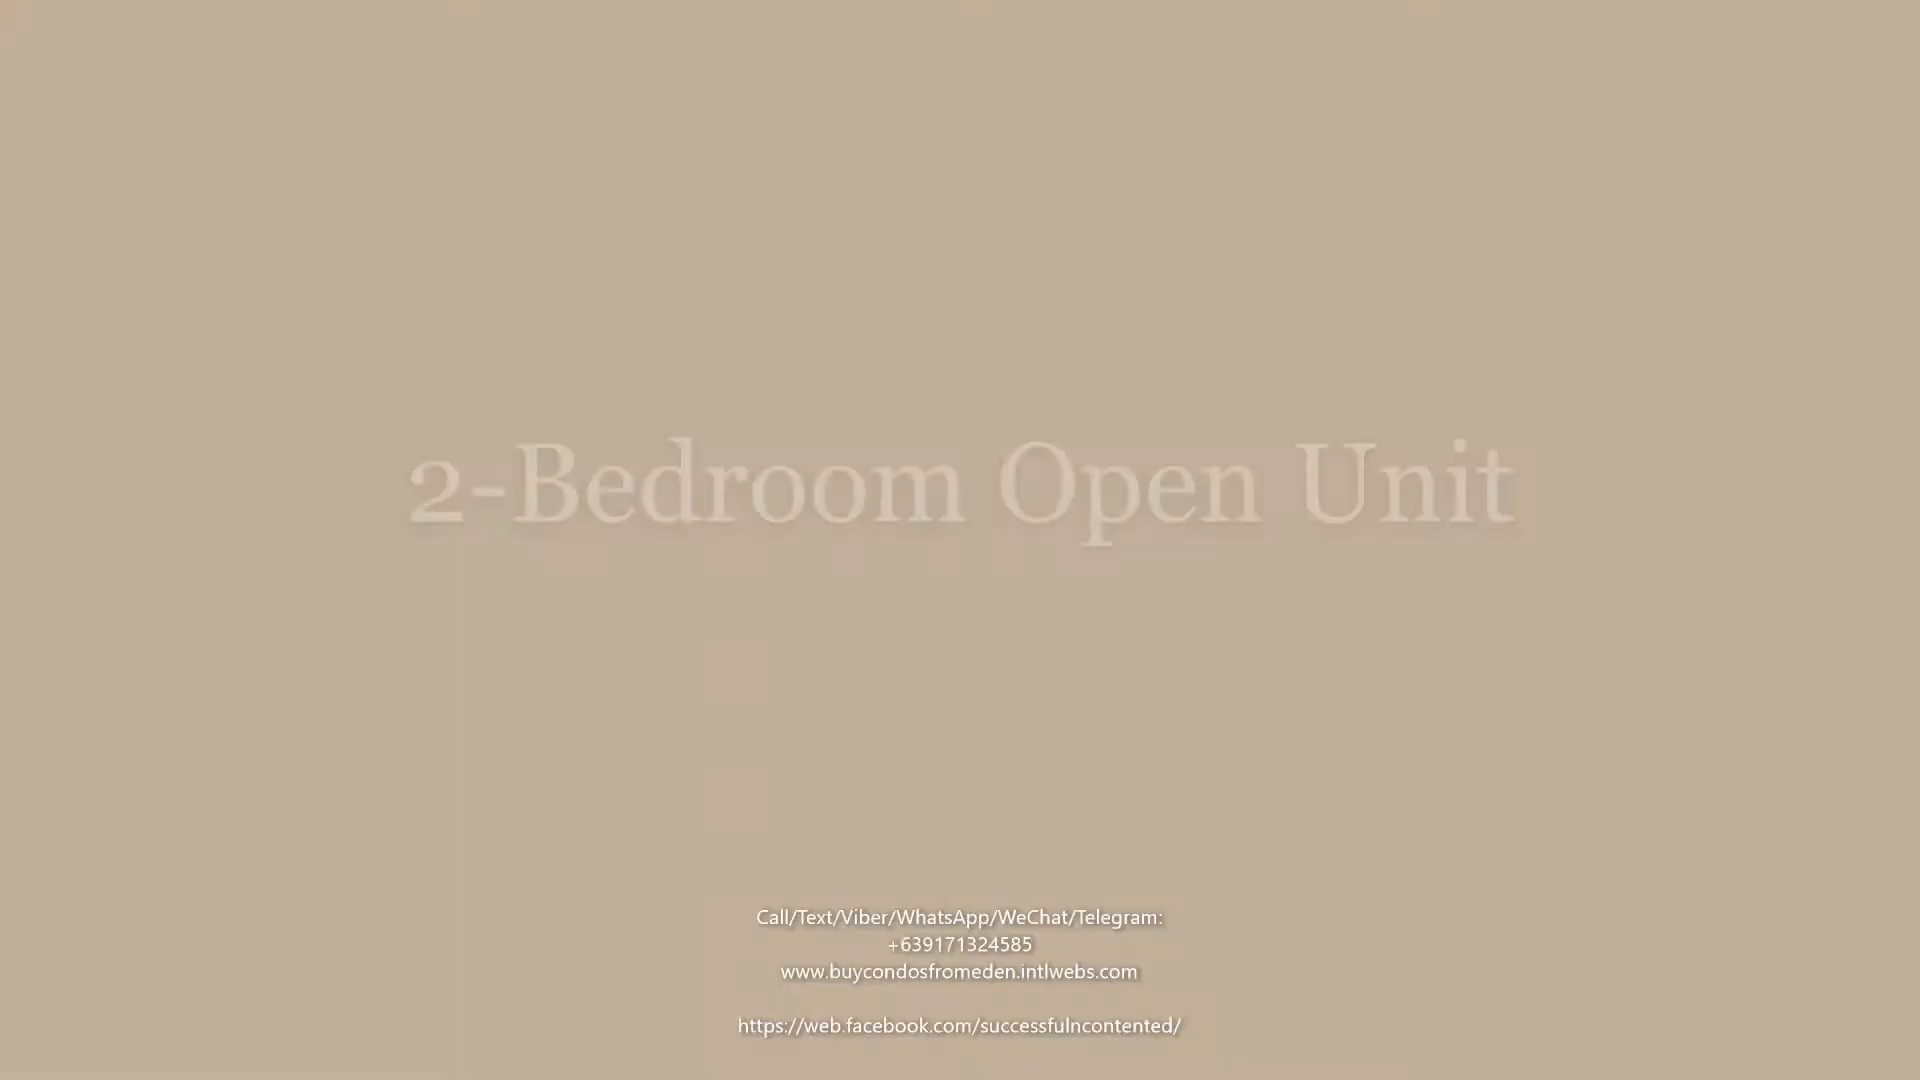 2-Bedroom Open Unit
Call/Text/Viber/WhatsApp/WeChat/Telegram:
+639171324585
www.buycondosfromeden.intlwebs.com
https://web.facebook.com/successfulncontented/